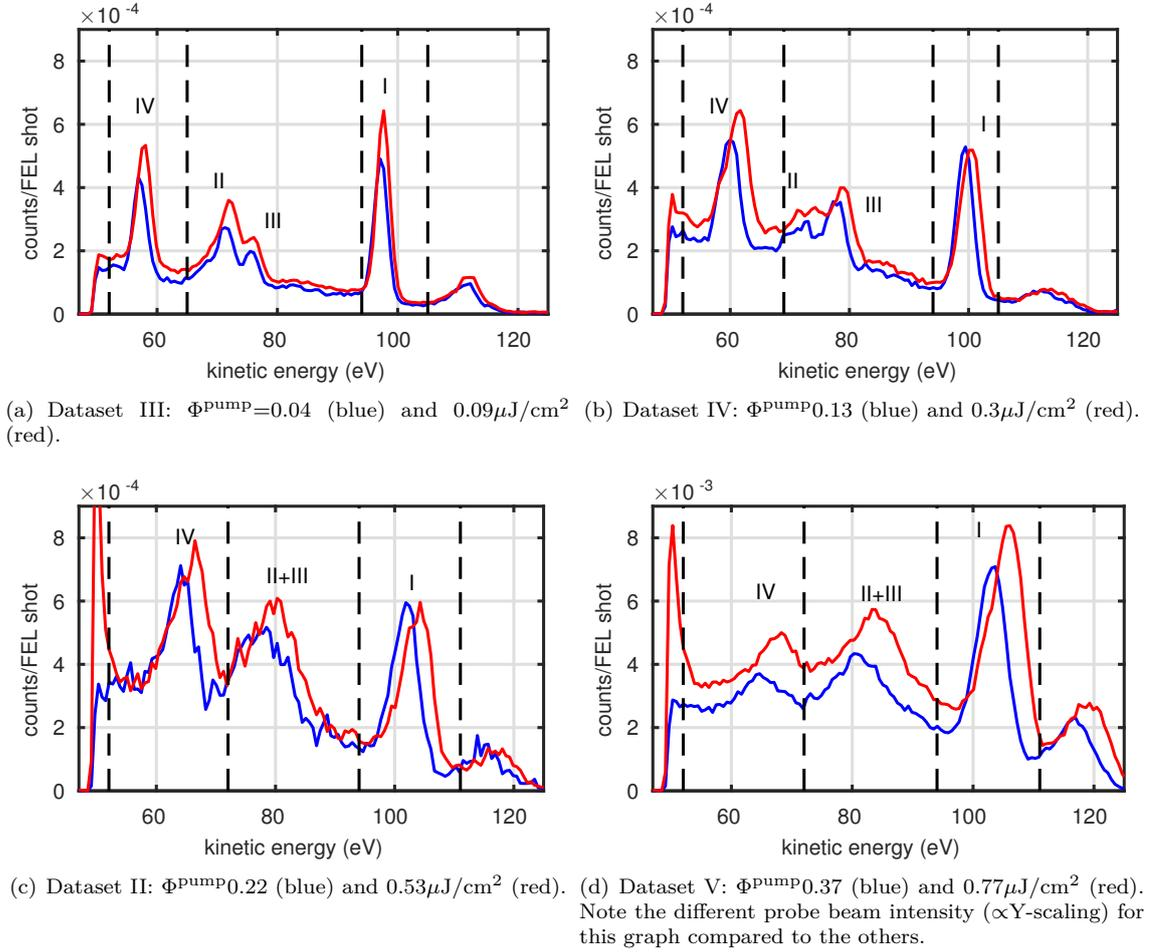 ×10 -4
×10 -4
8
6
4
2
0
counts/FEL shot
IV
II
III
I
60
80
100
120
kinetic energy (eV)
8
6
4
2
0
counts/FEL shot
IV
II
III
I
60
80
100
120
kinetic energy (eV)
(a) Dataset III: Φpump=0.04 (blue) and 0.09μJ/cm2
(red).
(b) Dataset IV: Φpump0.13 (blue) and 0.3μJ/cm2 (red).
×10 -4
8
6
4
2
0
counts/FEL shot
IV
II+III
I
60
80
100
120
kinetic energy (eV)
×10 -3
8
6
4
2
0
counts/FEL shot
IV
II+III
I
60
80
100
120
kinetic energy (eV)
(c) Dataset II: Φpump0.22 (blue) and 0.53μJ/cm2 (red).
(d) Dataset V: Φpump0.37 (blue) and 0.77μJ/cm2 (red).
Note the different probe beam intensity (∝Y-scaling) for
this graph compared to the others.